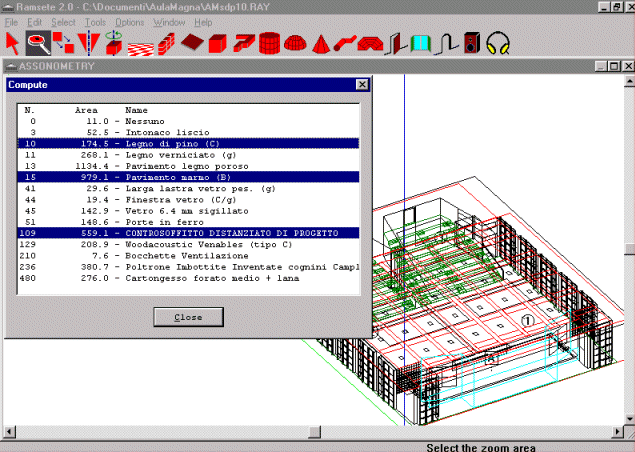 Ramsete 2.0 - C:\Documenti\AulaMagna\AMsdp10.RAY
File Edit Select Tools Options Window Help
ASSONOMETRY
Compute
N. Area Name
0 11.0 - Nessuno
3 52.5 - Intonaco liscio
10 174.5 - Legno di pino (C)
11 268.1 - Legno verniciato (g)
13 1134.4 - Pavimento legno poroso
15 979.1 - Pavimento marmo (B)
41 29.6 - Larga lastra vetro pes. (g)
44 19.4 - Finestra vetro (C/g)
45 142.9 - Vetro 6.4 mm sigillato
51 148.6 - Porte in ferro
109 559.1 - CONTROSOFFITTO DISTANZIATO DI PROGETTO
129 208.9 - Woodacoustic Venables (tipo C)
210 7.6 - Bocchette Ventilazione
236 380.7 - Poltrone Imbottite Inventate cognini Campl
480 276.0 - Cartongesso forato medio + lana
Close
1
A
Select the zoom area